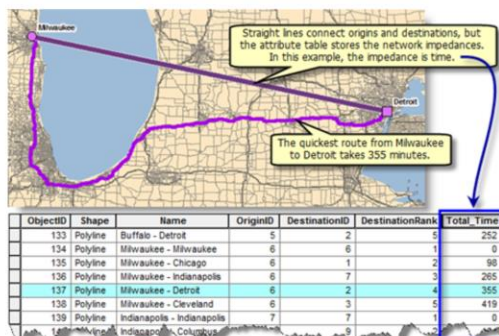 Milwaukee
Straight lines connect origins and destinations, but
the attribute table stores the network impedances.
In this example, the impedance is time.
Detroit
The quickest route from Milwaukee
to Detroit takes 355 minutes.
ObjectID Shape Name OriginID DestinationID DestinationRank Total_Time
133 Polyline Buffalo - Detroit 5 2 5 252
134 Polyline Milwaukee - Milwaukee 6 6 1 0
135 Polyline Milwaukee - Chicago 6 1 2 98
136 Polyline Milwaukee - Indianapolis 6 7 3 265
137 Polyline Milwaukee - Detroit 6 2 4 355
138 Polyline Milwaukee - Cleveland 6 3 5 419
139 Polyline Indianapolis - Indianapolis 7 7 1 0